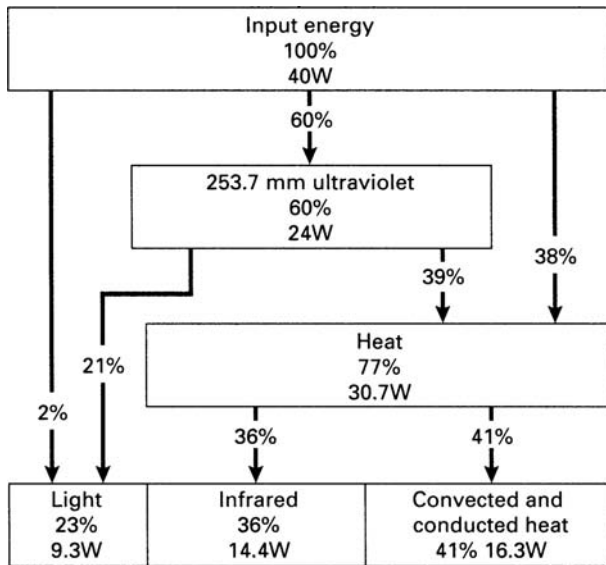 Input energy
100%
40W
60%
253.7 mm ultraviolet
60%
24W
39%
38%
21%
Heat
77%
30.7W
2%
36%
41%
Light
23%
9.3W
Infrared
36%
14.4W
Convected and
conducted heat
41% 16.3W